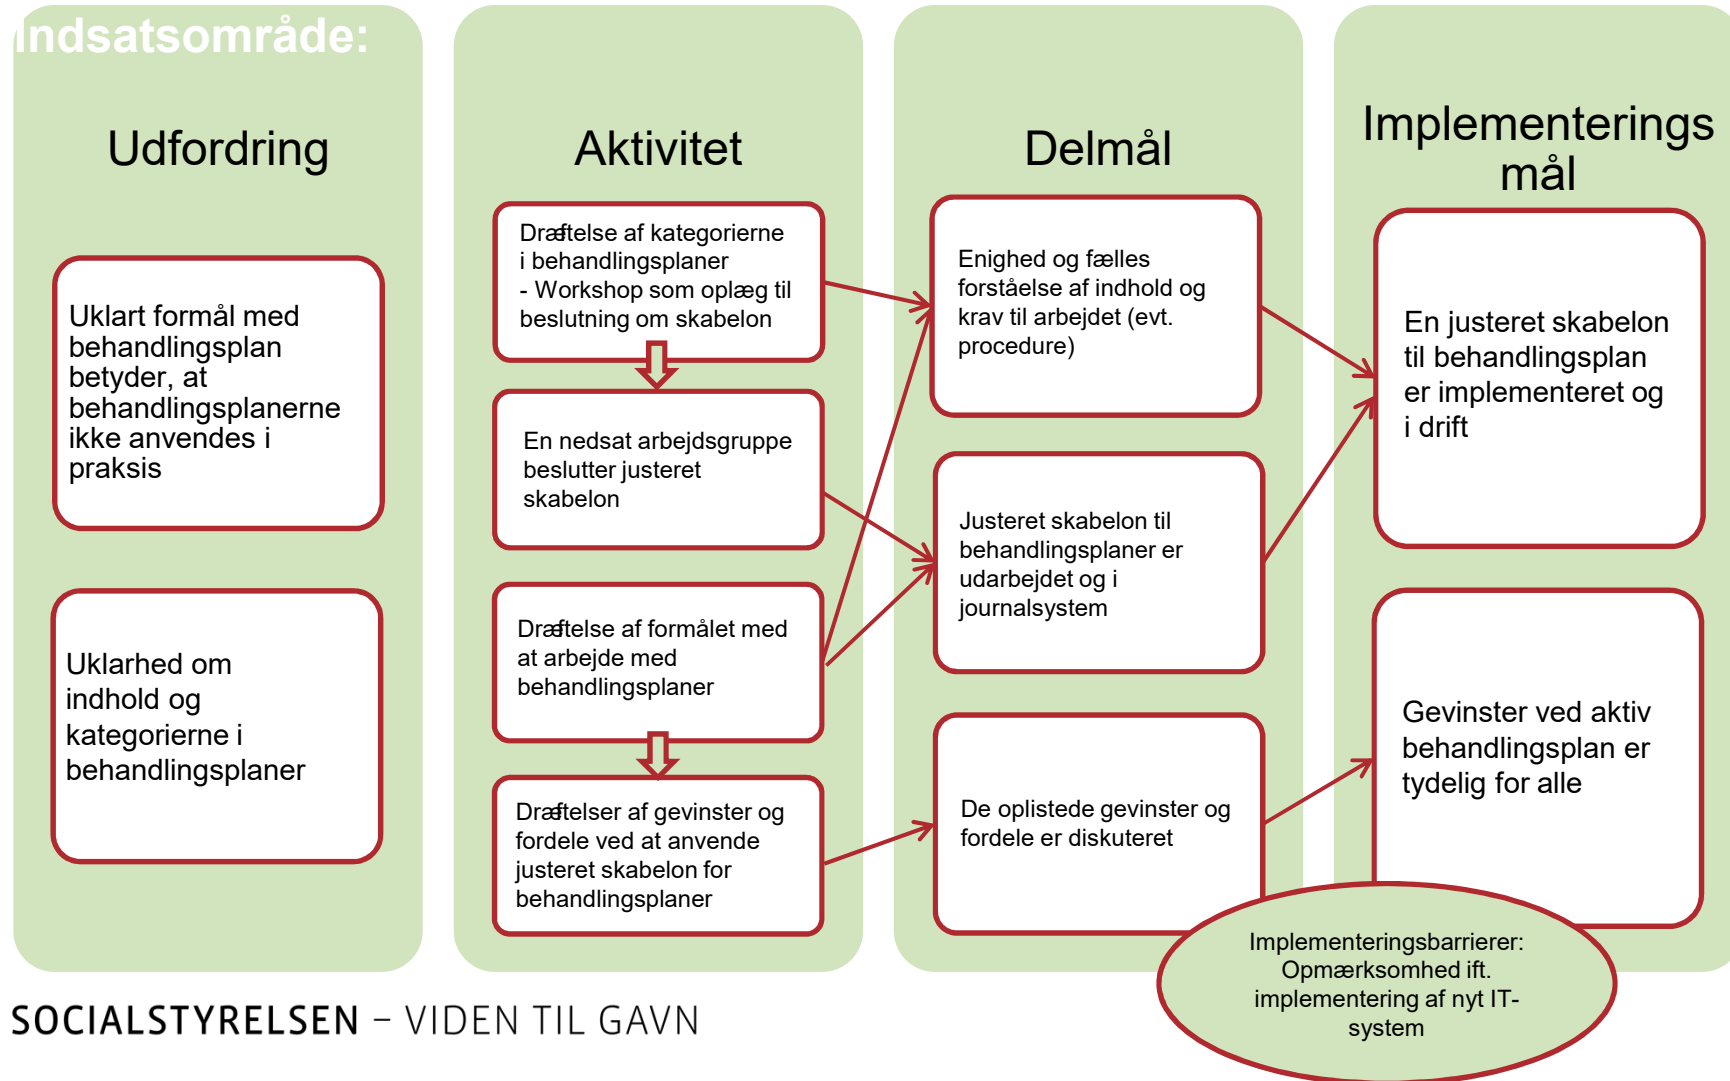 Indsatsområde:
Udfordring
Uklart formål med
behandlingsplan
betyder, at
behandlingsplanerne
ikke anvendes i
praksis
Uklarhed om
indhold og
kategorierne i
behandlingsplaner
Aktivitet
Dræftelse af kategorierne
i behandlingsplaner
- Workshop som oplæg til
beslutning om skabelon
En nedsat arbejdsgruppe
beslutter justeret
skabelon
Dræftelse af formålet med
at arbejde med
behandlingsplaner
Dræftelser af gevinster og
fordele ved at anvende
justeret skabelon for
behandlingsplaner
Delmål
Enighed og fælles
forståelse af indhold og
krav til arbejdet (evt.
procedure)
Justeret skabelon til
behandlingsplaner er
udarbejdet og i
journalsystem
De oplistede gevinster og
fordele er diskuteret
Implementerings
mål
En justeret skabelon
til behandlingsplan
er implementeret og
i drift
Gevinster ved aktiv
behandlingsplan er
tydelig for alle
Implementeringsbarrierer:
Opmærksomhed ift.
implementering af nyt IT-
system
SOCIALSTYRELSEN – VIDEN TIL GAVN